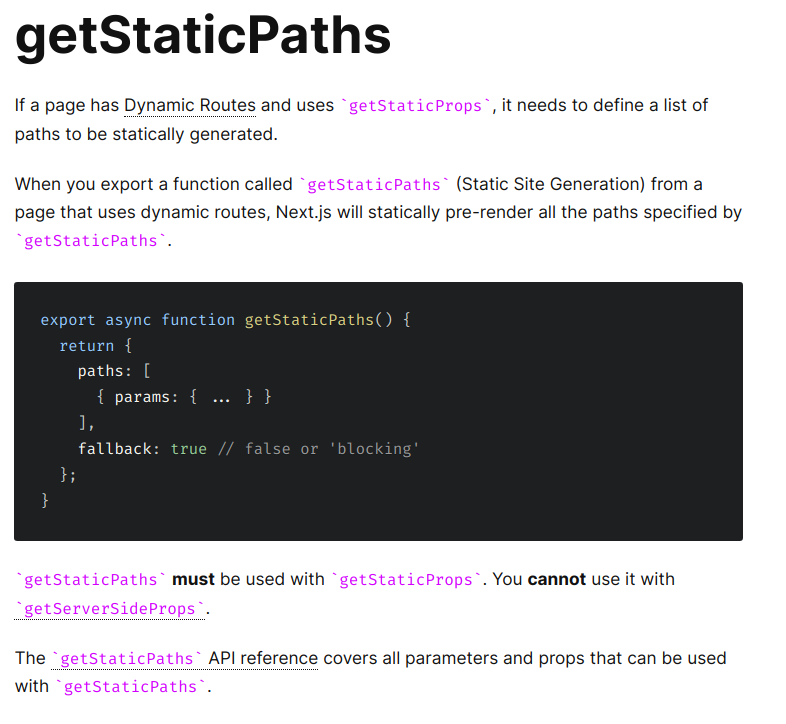 getStaticPaths
If a page has Dynamic Routes and uses `getStaticProps`, it needs to define a list of
paths to be statically generated.
When you export a function called `getStaticPaths` (Static Site Generation) from a
page that uses dynamic routes, Next.js will statically pre-render all the paths specified by
`getStaticPaths`.
export async function getStaticPaths() {
  return {
    paths: [
      { params: { ... } }
    ],
    fallback: true // false or 'blocking'
  };
}
`getStaticPaths` must be used with `getStaticProps`. You cannot use it with
`getServerSideProps`.
The `getStaticPaths` API reference covers all parameters and props that can be used
with `getStaticPaths`.